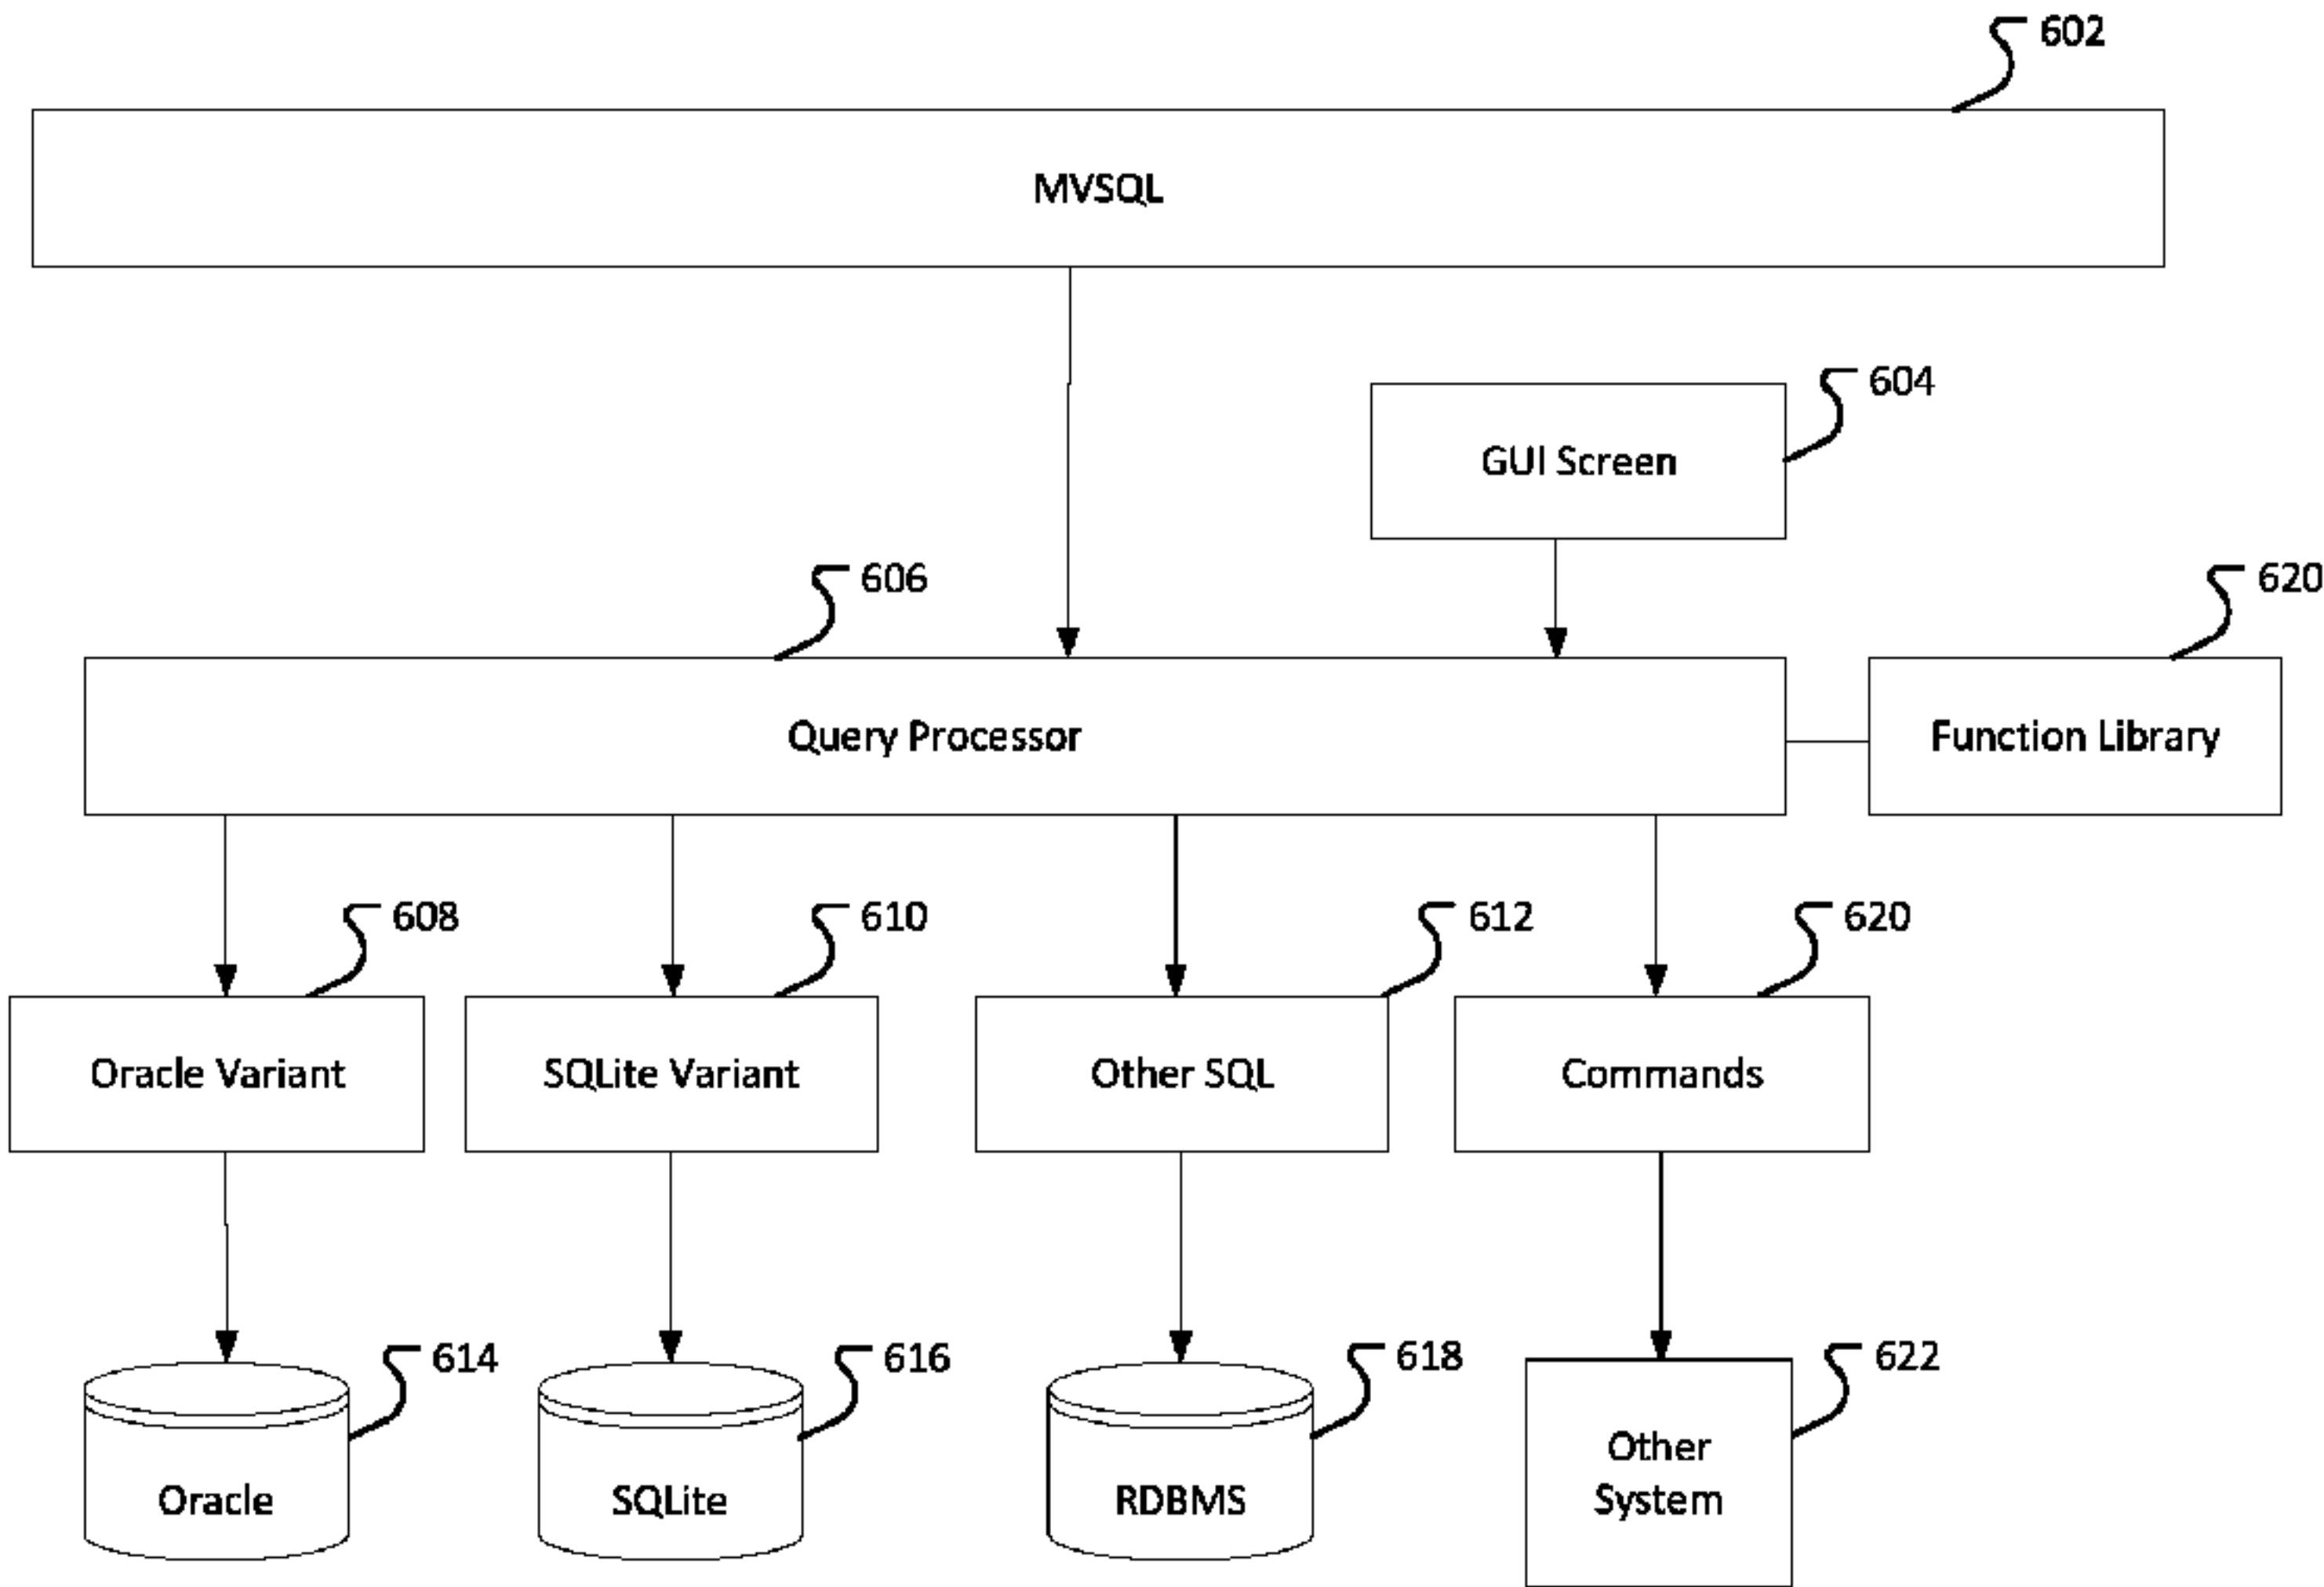 602
MVSQL
604
GUI Screen
606
620
Query Processor
Function Library
608
610
612
620
Oracle Variant
SQLite Variant
Other SQL
Commands
614
616
618
622
Oracle
SQLite
RDBMS
Other
System